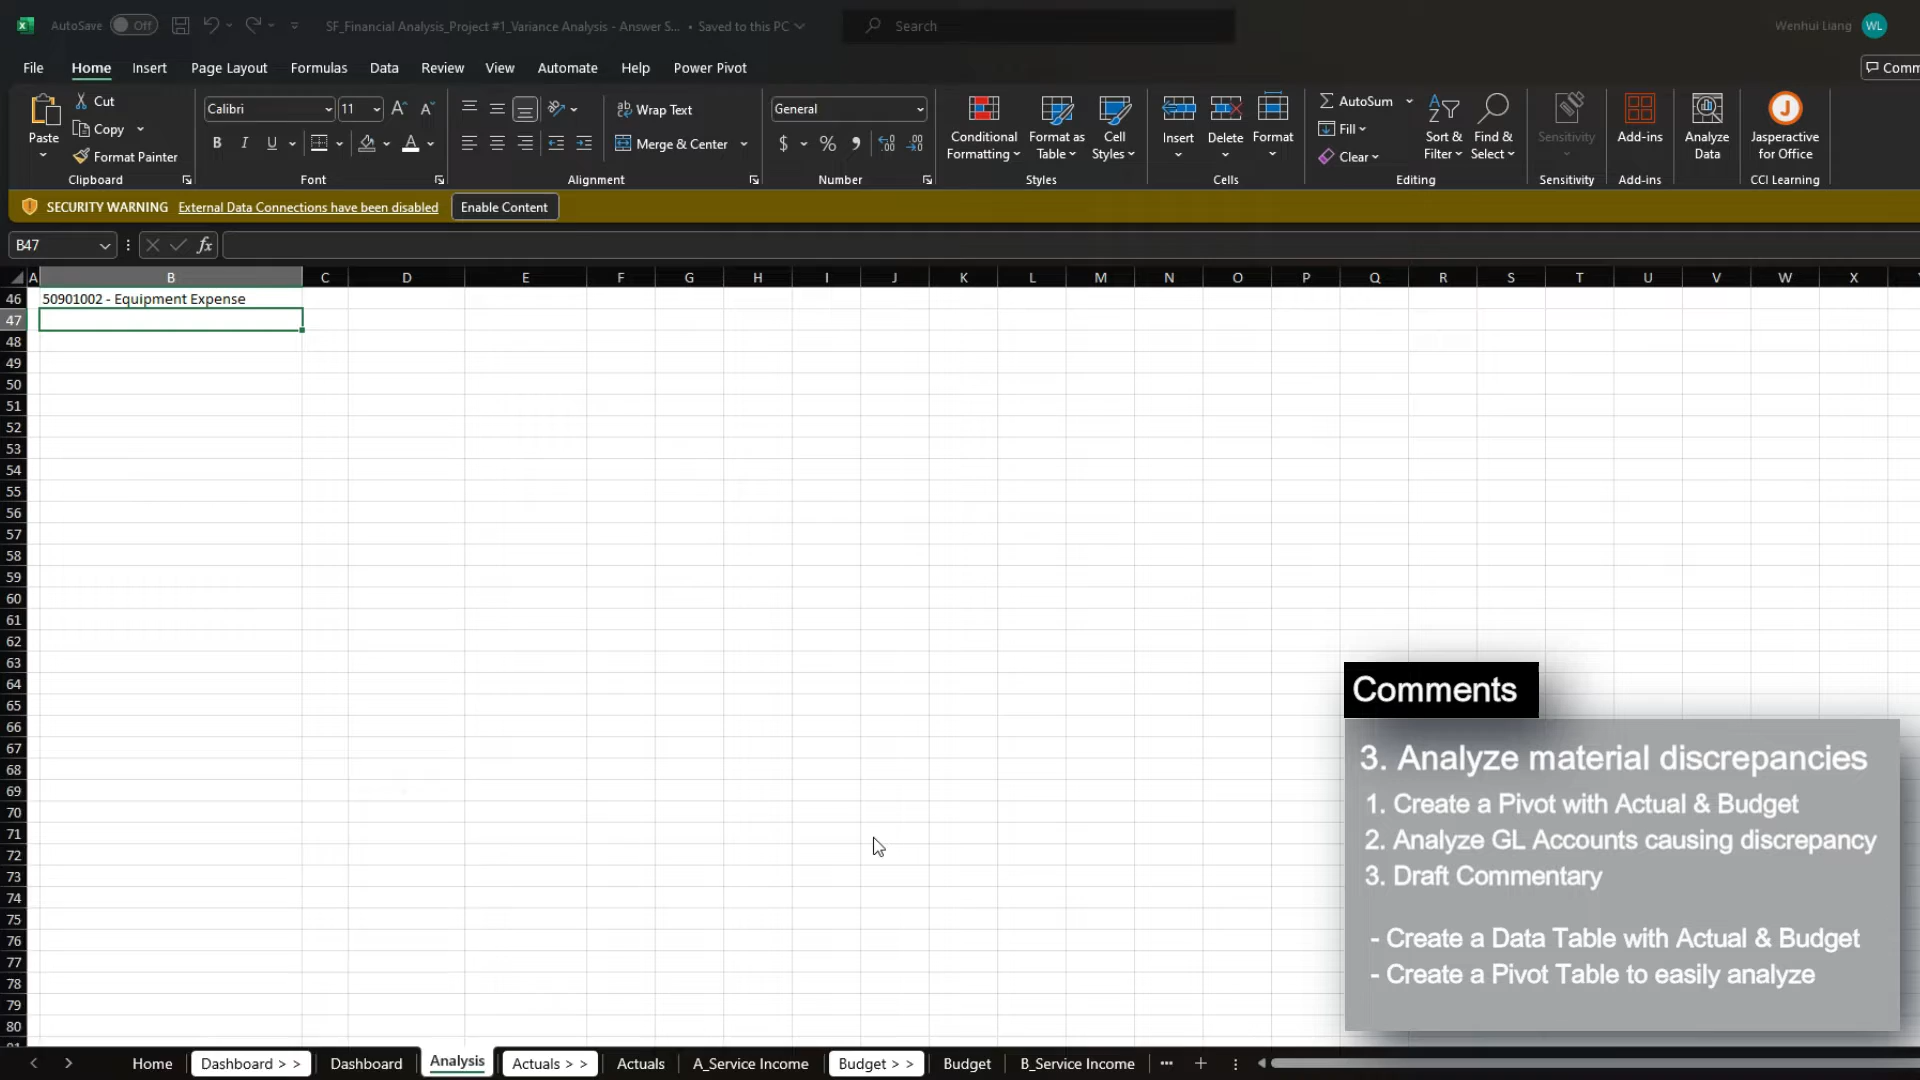 AutoSave Off SF_Financial Analysis_Project #1_Variance Analysis - Answer S... • Saved to this PC Search Wenhui Liang WL
File Home Insert Page Layout Formulas Data Review View Automate Help Power Pivot Comm
Paste Cut Copy Format Painter Clipboard
Calibri 11 B I U A Font
Wrap Text Merge & Center Alignment
General $ % Number
Conditional Formatting Format as Table Cell Styles Styles
Insert Delete Format Cells
AutoSum Fill Clear Sort & Filter Find & Select Editing
Sensitivity Sensitivity
Add-ins Add-ins
Analyze Data
Jasperactive for Office CCI Learning
SECURITY WARNING External Data Connections have been disabled Enable Content
B47 fx
A B C D E F G H I J K L M N O P Q R S T U V W X
46 50901002 - Equipment Expense
47
48
49
50
51
52
53
54
55
56
57
58
59
60
61
62
63
64
65
66
67
68
69
70
71
72
73
74
75
76
77
78
79
80
Comments
3. Analyze material discrepancies
1. Create a Pivot with Actual & Budget
2. Analyze GL Accounts causing discrepancy
3. Draft Commentary
- Create a Data Table with Actual & Budget
- Create a Pivot Table to easily analyze
Home Dashboard > > Dashboard Analysis Actuals > > Actuals A_Service Income Budget > > Budget B_Service Income